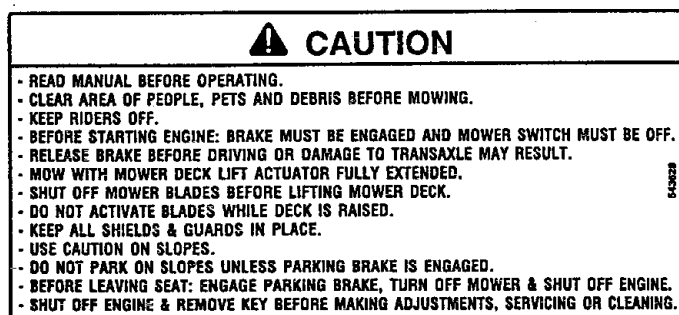 CAUTION
- READ MANUAL BEFORE OPERATING.
- CLEAR AREA OF PEOPLE, PETS AND DEBRIS BEFORE MOWING.
- KEEP RIDERS OFF.
- BEFORE STARTING ENGINE: BRAKE MUST BE ENGAGED AND MOWER SWITCH MUST BE OFF.
- RELEASE BRAKE BEFORE DRIVING OR DAMAGE TO TRANSAXLE MAY RESULT.
- MOW WITH MOWER DECK LIFT ACTUATOR FULLY EXTENDED.
- SHUT OFF MOWER BLADES BEFORE LIFTING MOWER DECK.
- DO NOT ACTIVATE BLADES WHILE DECK IS RAISED.
- KEEP ALL SHIELDS & GUARDS IN PLACE.
- USE CAUTION ON SLOPES.
- DO NOT PARK ON SLOPES UNLESS PARKING BRAKE IS ENGAGED.
- BEFORE LEAVING SEAT: ENGAGE PARKING BRAKE, TURN OFF MOWER & SHUT OFF ENGINE.
- SHUT OFF ENGINE & REMOVE KEY BEFORE MAKING ADJUSTMENTS, SERVICING OR CLEANING.
543628